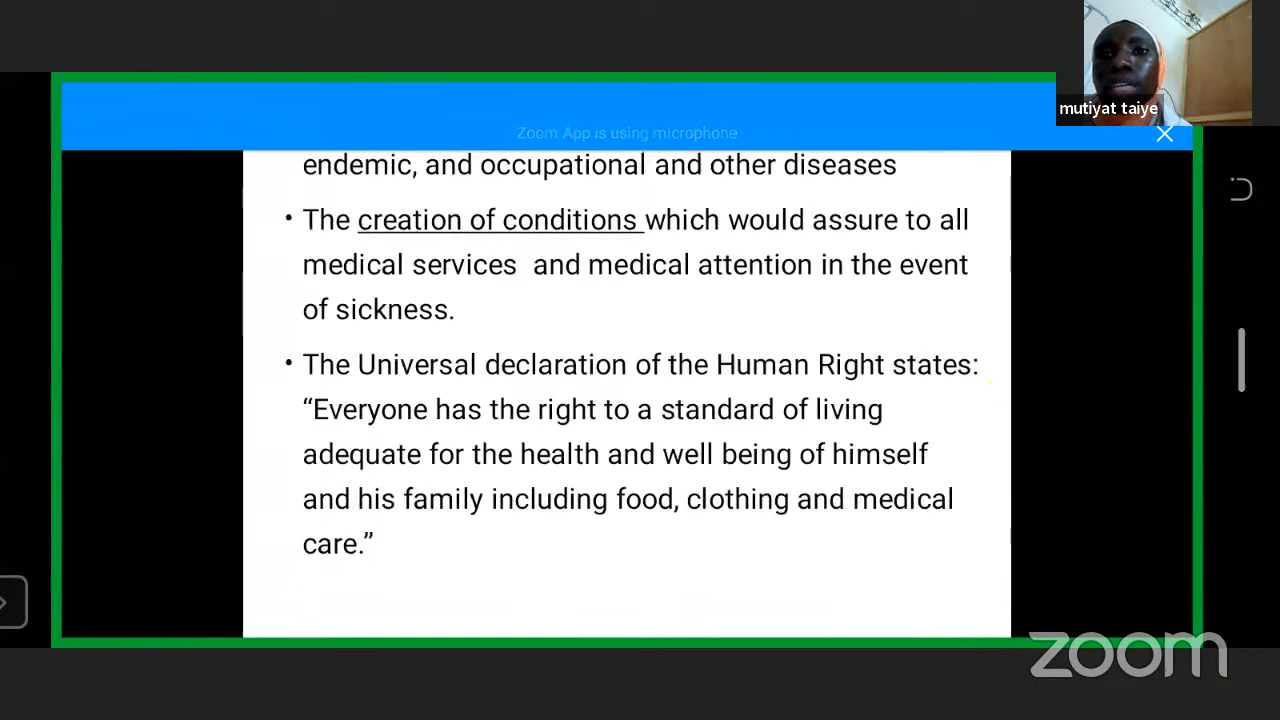 mutiyat taiye
Zoom App is using microphone
endemic, and occupational and other diseases
• The creation of conditions which would assure to all
medical services and medical attention in the event
of sickness.
• The Universal declaration of the Human Right states:
“Everyone has the right to a standard of living
adequate for the health and well being of himself
and his family including food, clothing and medical
care.”
zoom